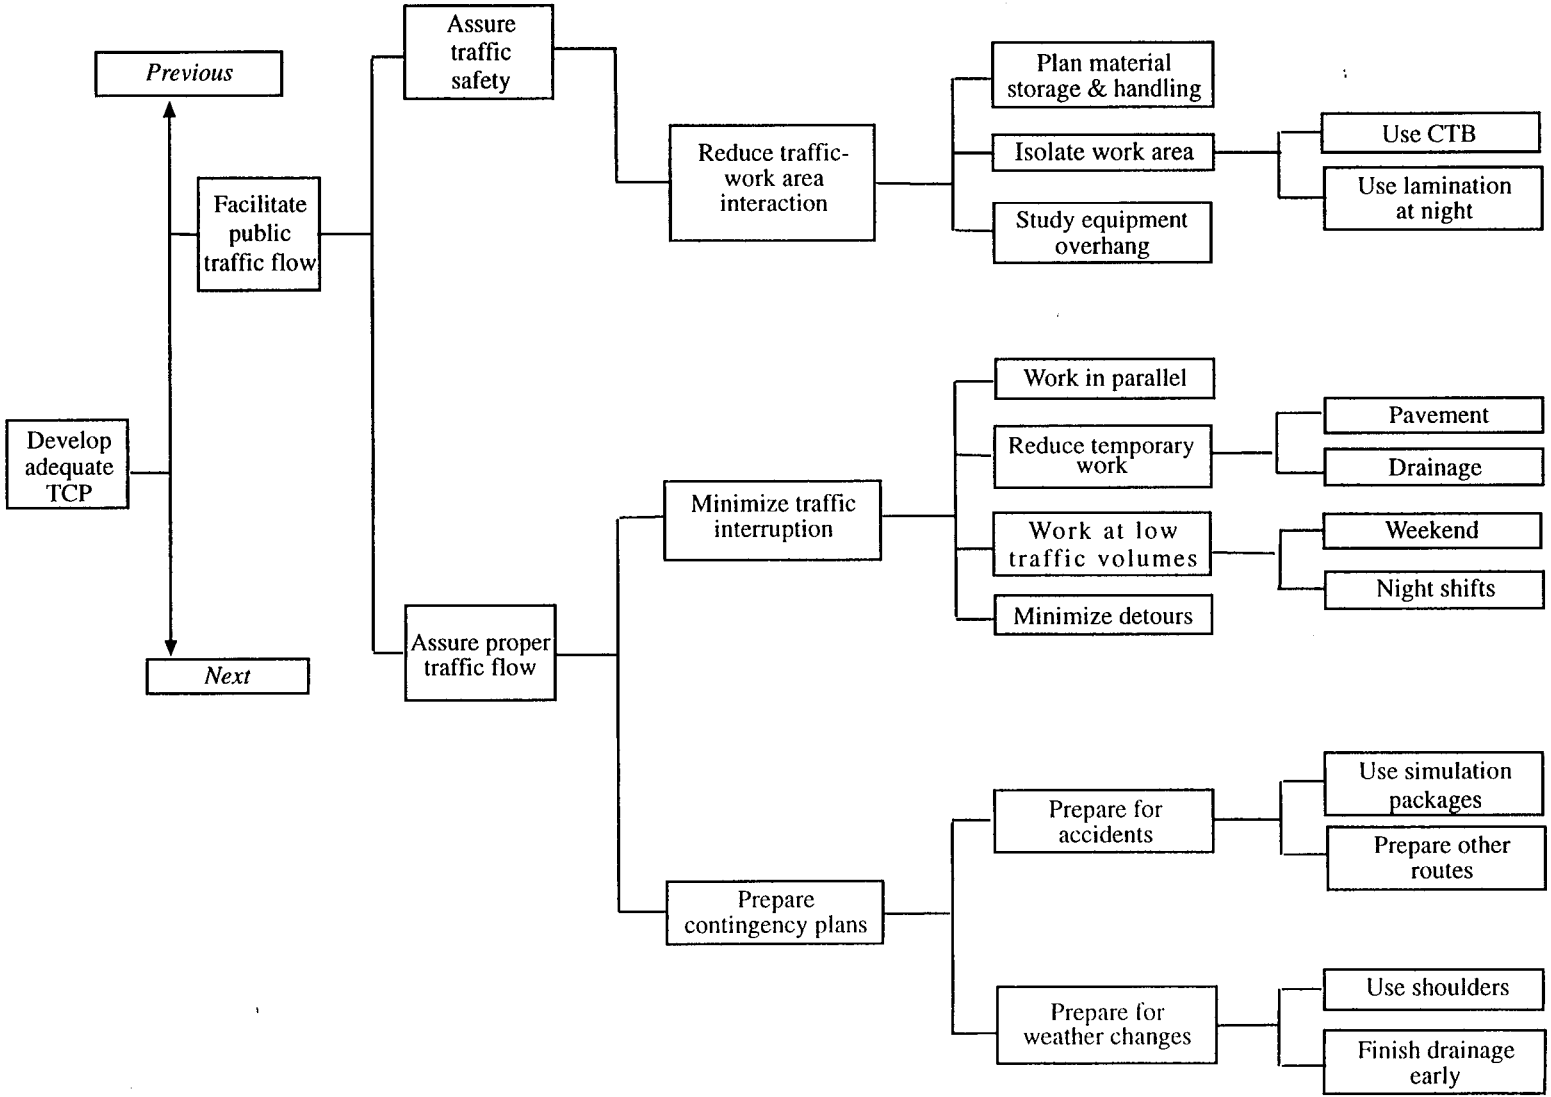 Assure
traffic
safety
Previous
Plan material
storage & handling
Use CTB
Reduce traffic-
work area
interaction
Isolate work area
Use lamination
at night
Facilitate
public
traffic flow
Study equipment
overhang
Work in parallel
Pavement
Develop
adequate
TCP
Reduce temporary
work
Drainage
Minimize traffic
interruption
Work at low
traffic volumes
Weekend
Night shifts
Minimize detours
Assure proper
traffic flow
Next
Use simulation
packages
Prepare for
accidents
Prepare other
routes
Prepare
contingency plans
Use shoulders
Prepare for
weather changes
Finish drainage
early